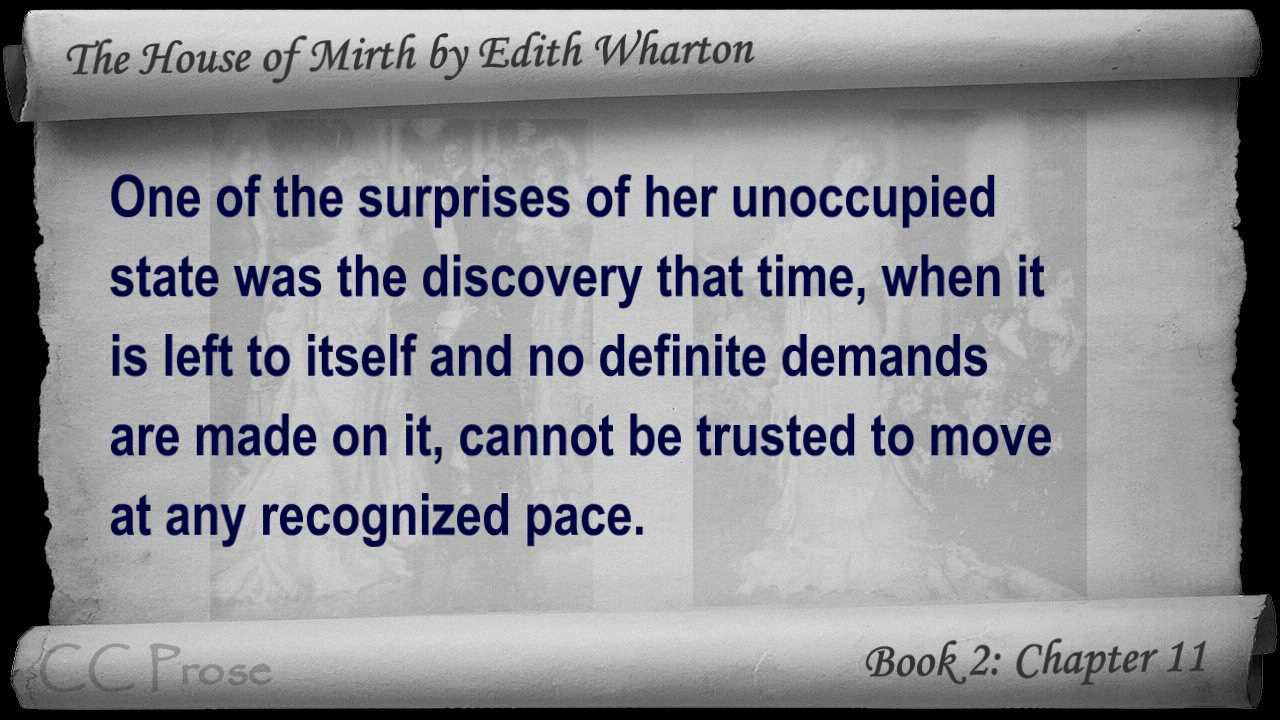 The House of Mirth by Edith Wharton
One of the surprises of her unoccupied
state was the discovery that time, when it
is left to itself and no definite demands
are made on it, cannot be trusted to move
at any recognized pace.
CC Prose
Book 2: Chapter 11